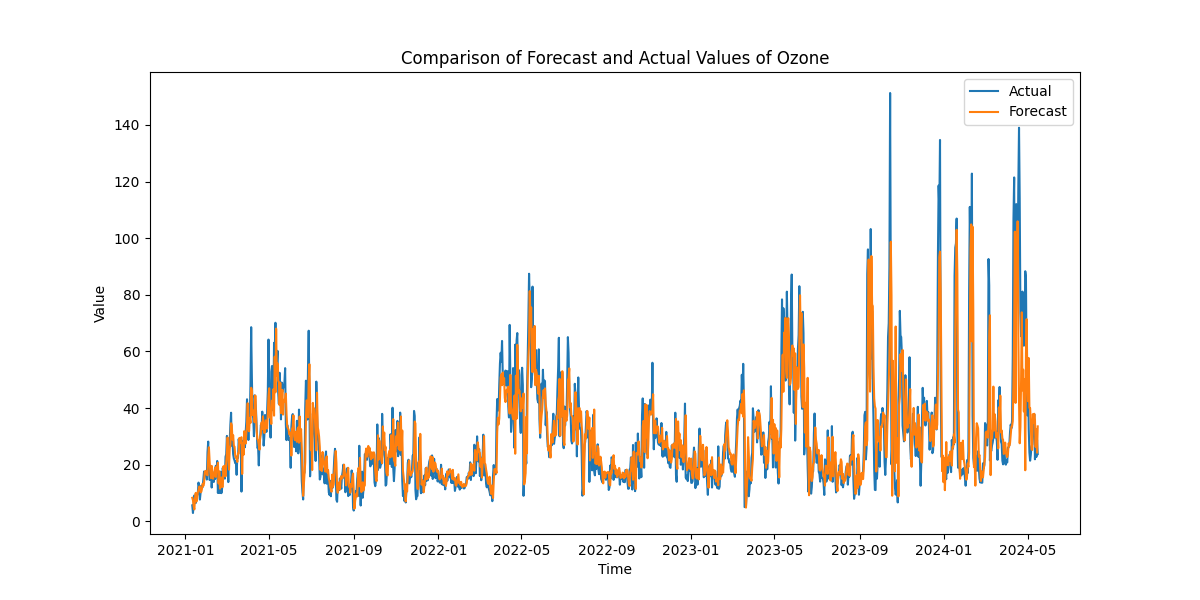 Comparison of Forecast and Actual Values of Ozone
Actual
Forecast
140
120
100
80
60
40
20
0
Value
2021-01 2021-05 2021-09 2022-01 2022-05 2022-09 2023-01 2023-05 2023-09 2024-01 2024-05
Time